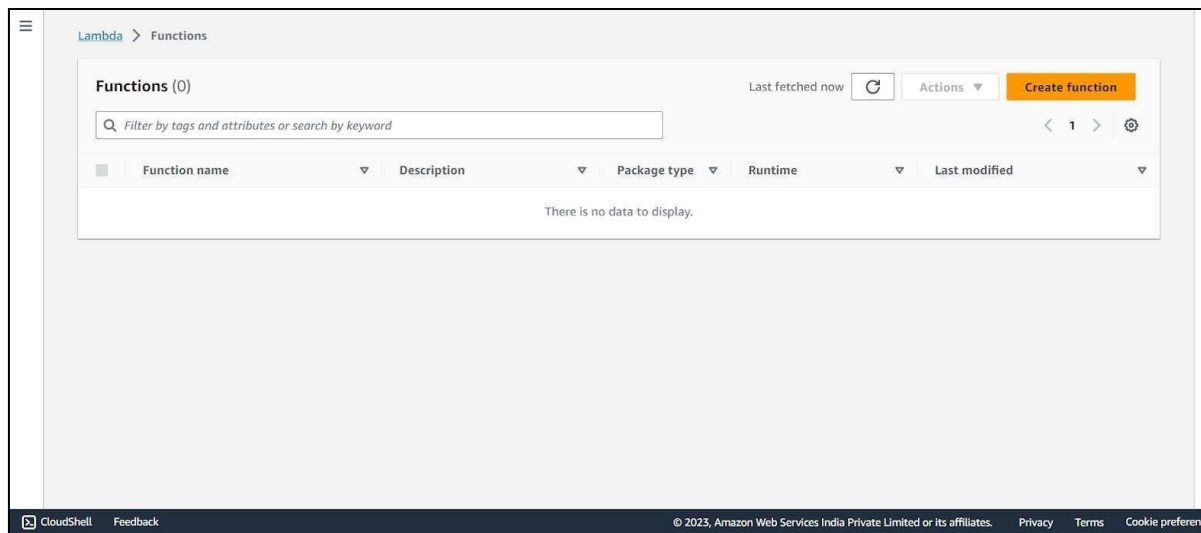 Lambda > Functions
Functions (0) Last fetched now Actions Create function
Filter by tags and attributes or search by keyword < 1 >
Function name Description Package type Runtime Last modified
There is no data to display.
CloudShell Feedback © 2023, Amazon Web Services India Private Limited or its affiliates. Privacy Terms Cookie preferen